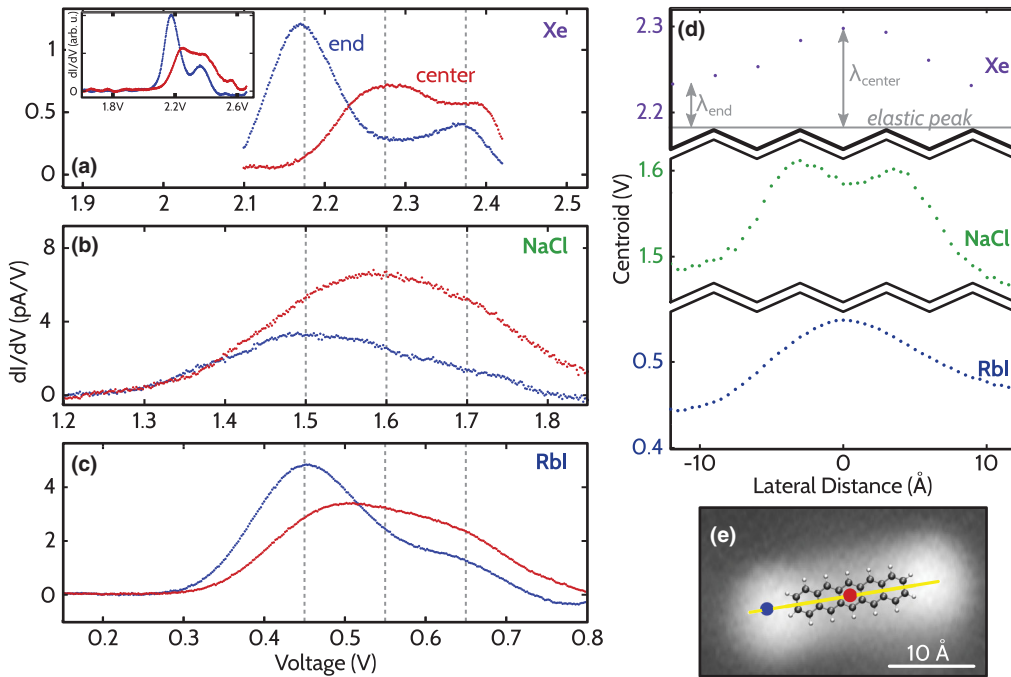 (a)
Xe
end
center
dI/dV (arb. u.)
0
1.8V 2.2V 2.6V
1
0.5
0
1.9 2 2.1 2.2 2.3 2.4 2.5
(b)
NaCl
dI/dV (pA/V)
8
4
0
1.2 1.3 1.4 1.5 1.6 1.7 1.8
(c)
RbI
4
2
0
0.2 0.3 0.4 0.5 0.6 0.7 0.8
Voltage (V)
(d)
Xe
λcenter
λend
elastic peak
NaCl
RbI
2.3
2.2
1.6
1.5
0.5
0.4
Centroid (V)
-10 0 10
Lateral Distance (Å)
(e)
10 Å